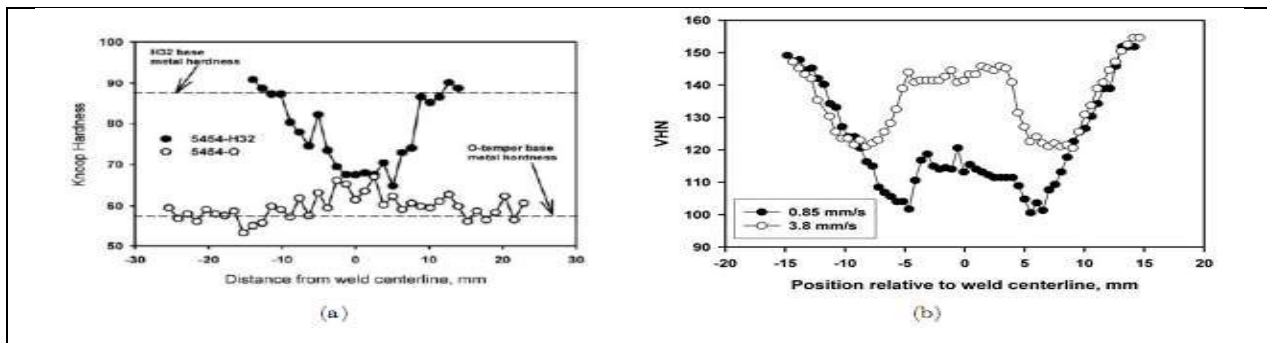 100
90
80
70
60
50
Knoop Hardness
H32 base
metal hardness
5454-H32
5454-O
O-temper base
metal hardness
-30 -20 -10 0 10 20 30
Distance from weld centerline, mm
(a)
160
150
140
130
120
110
100
90
VHN
0.85 mm/s
3.8 mm/s
-20 -15 -10 -5 0 5 10 15 20
Position relative to weld centerline, mm
(b)